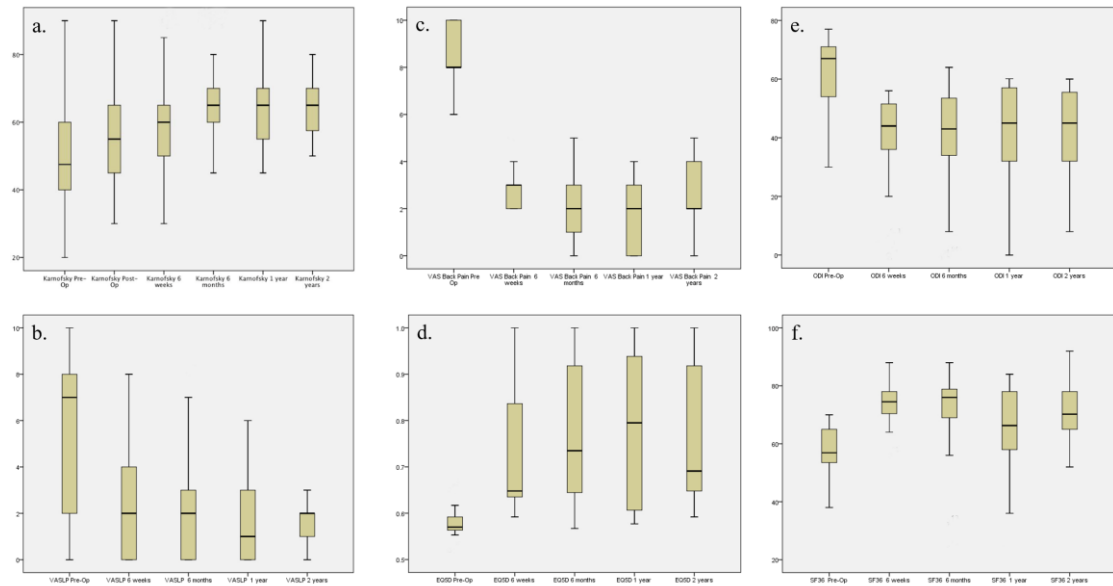 a.
80
60
40
20
Karnofsky Pre-Op Karnofsky Post-Op Karnofsky 6 weeks Karnofsky 6 months Karnofsky 1 year Karnofsky 2 years
c.
10
8
6
4
2
0
VAS Back Pain Pre Op VAS Back Pain 6 weeks VAS Back Pain 6 months VAS Back Pain 1 year VAS Back Pain 2 years
e.
80
60
40
20
0
ODI Pre-Op ODI 6 weeks ODI 6 months ODI 1 year ODI 2 years
b.
10
8
6
4
2
0
VASLP Pre-Op VASLP 6 weeks VASLP 6 months VASLP 1 year VASLP 2 years
d.
1.0
0.9
0.8
0.7
0.6
0.5
EQ5D Pre-Op EQ5D 6 weeks EQ5D 6 months EQ5D 1 year EQ5D 2 years
f.
100
80
60
40
20
SF36 Pre-Op SF36 6 weeks SF36 6 months SF36 1 year SF36 2 years